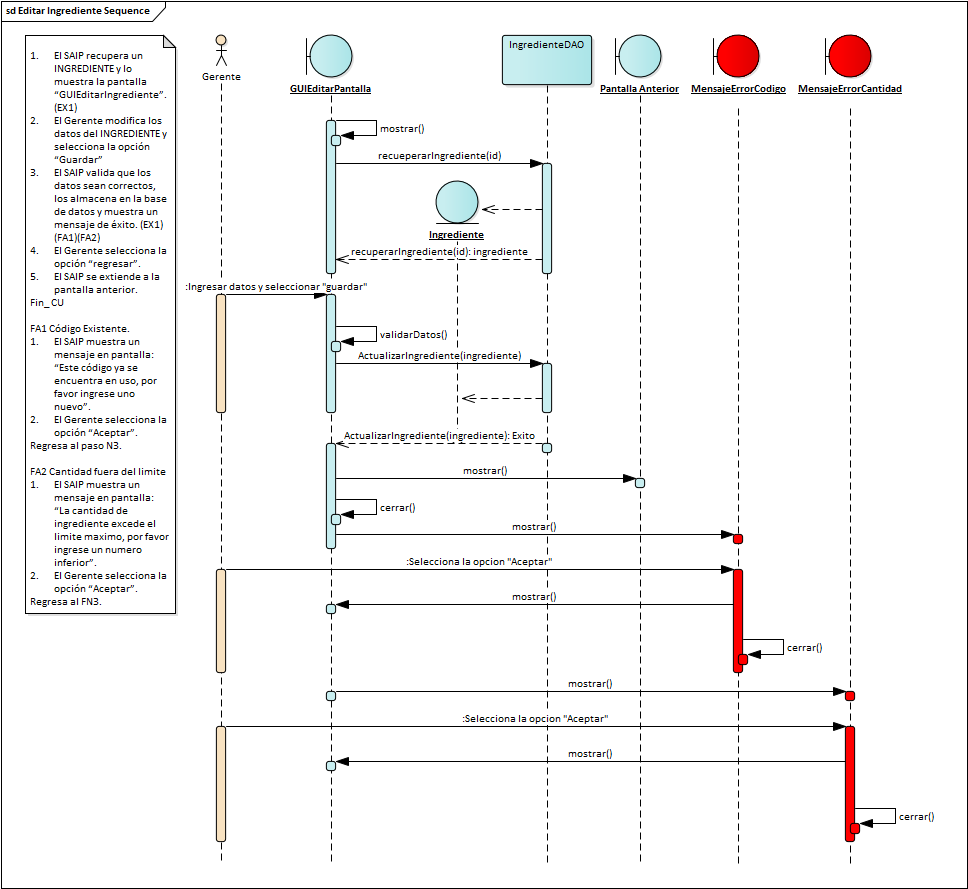 sd Editar Ingrediente Sequence
1. El SAIP recupera un
INGREDIENTE y lo
muestra la pantalla
“GUIEditarIngrediente”.
(EX1)
2. El Gerente modifica los
datos del INGREDIENTE y
selecciona la opción
“Guardar”
3. El SAIP valida que los
datos sean correctos,
los almacena en la base
de datos y muestra un
mensaje de éxito. (EX1)
(FA1)(FA2)
4. El Gerente selecciona la
opción “regresar”.
5. El SAIP se extiende a la
pantalla anterior.
Fin_CU
FA1 Código Existente.
1. El SAIP muestra un
mensaje en pantalla:
“Este código ya se
encuentra en uso, por
favor ingrese uno
nuevo”.
2. El Gerente selecciona la
opción “Aceptar”.
Regresa al paso N3.
FA2 Cantidad fuera del limite
1. El SAIP muestra un
mensaje en pantalla:
“La cantidad de
ingrediente excede el
limite maximo, por favor
ingrese un numero
inferior”.
2. El Gerente selecciona la
opción “Aceptar”.
Regresa al FN3.
Gerente
GUIEditarPantalla
IngredienteDAO
Pantalla Anterior
MensajeErrorCodigo
MensajeErrorCantidad
mostrar()
recueperarIngrediente(id)
Ingrediente
recuperarIngrediente(id): ingrediente
:Ingresar datos y seleccionar "guardar"
validarDatos()
ActualizarIngrediente(ingrediente)
ActualizarIngrediente(ingrediente): Exito
mostrar()
cerrar()
mostrar()
:Selecciona la opcion "Aceptar"
mostrar()
cerrar()
mostrar()
:Selecciona la opcion "Aceptar"
mostrar()
cerrar()